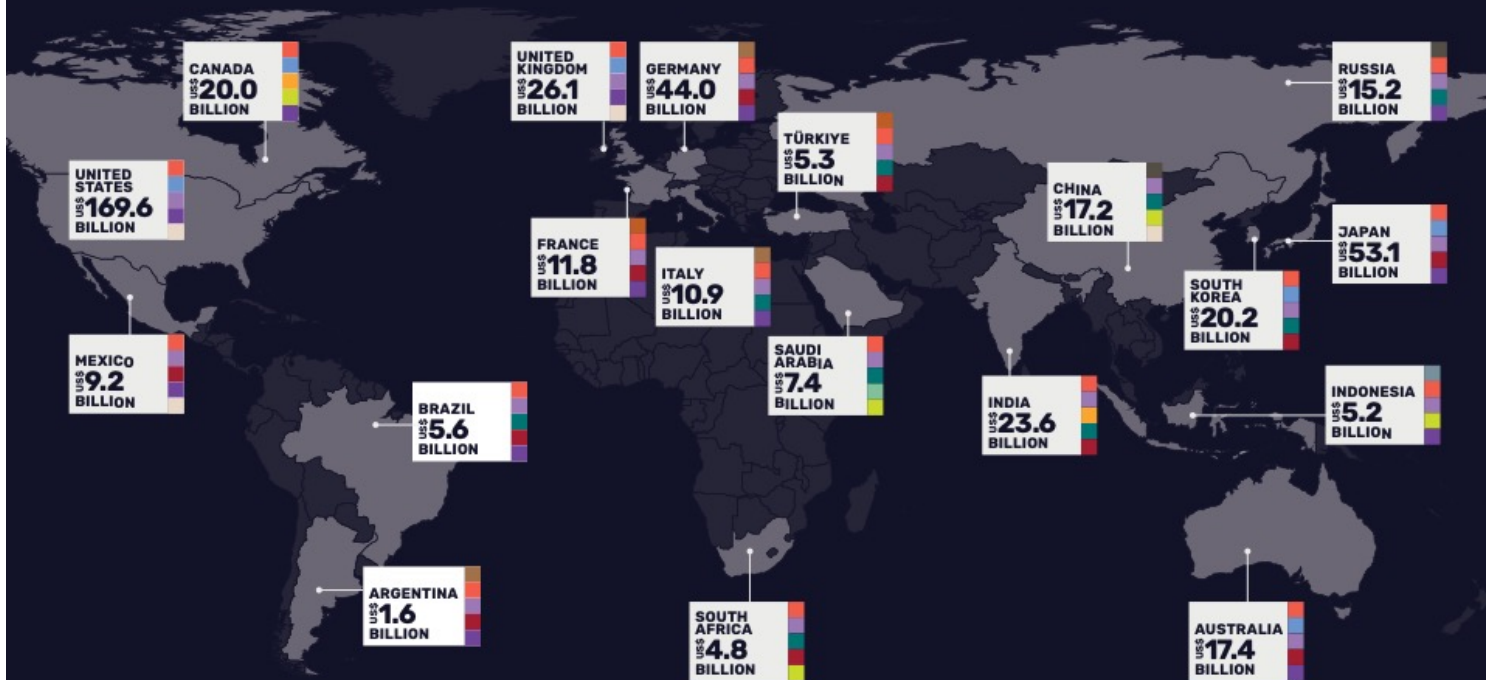 CANADA
US$ 20.0
BILLION
UNITED
KINGDOM
US$ 26.1
BILLION
GERMANY
US$ 44.0
BILLION
RUSSIA
US$ 15.2
BILLION
TÜRKIYE
US$ 5.3
BILLION
UNITED
STATES
US$ 169.6
BILLION
CHINA
US$ 17.2
BILLION
FRANCE
US$ 11.8
BILLION
ITALY
US$ 10.9
BILLION
JAPAN
US$ 53.1
BILLION
SOUTH
KOREA
US$ 20.2
BILLION
MEXICO
US$ 9.2
BILLION
SAUDI
ARABIA
US$ 7.4
BILLION
BRAZIL
US$ 5.6
BILLION
INDIA
US$ 23.6
BILLION
INDONESIA
US$ 5.2
BILLION
ARGENTINA
US$ 1.6
BILLION
SOUTH
AFRICA
US$ 4.8
BILLION
AUSTRALIA
US$ 17.4
BILLION